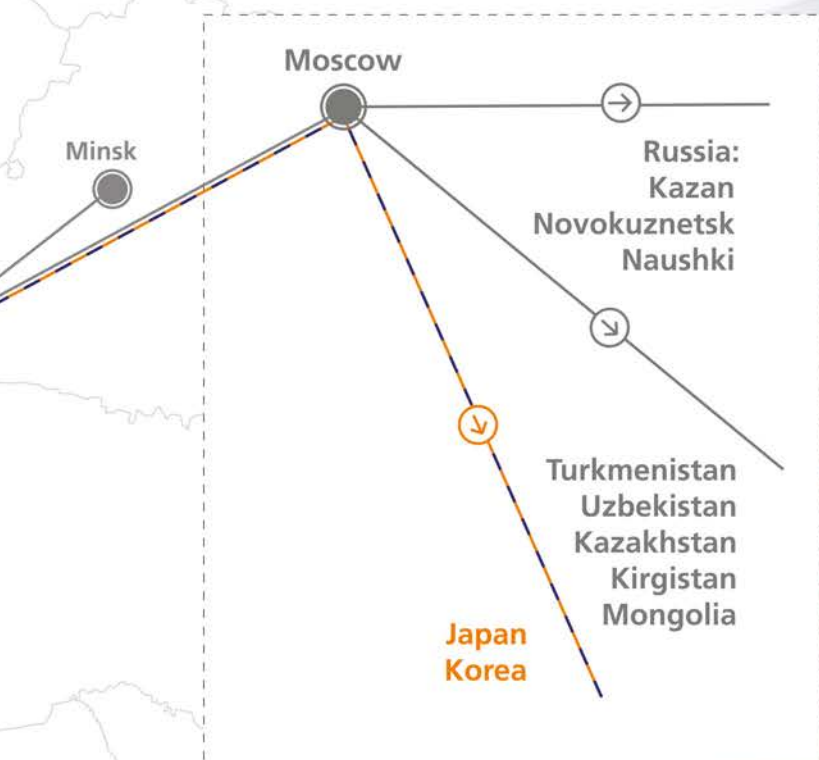 Moscow
Minsk
Russia:
Kazan
Novokuznetsk
Naushki
Turkmenistan
Uzbekistan
Kazakhstan
Kirgistan
Mongolia
Japan
Korea